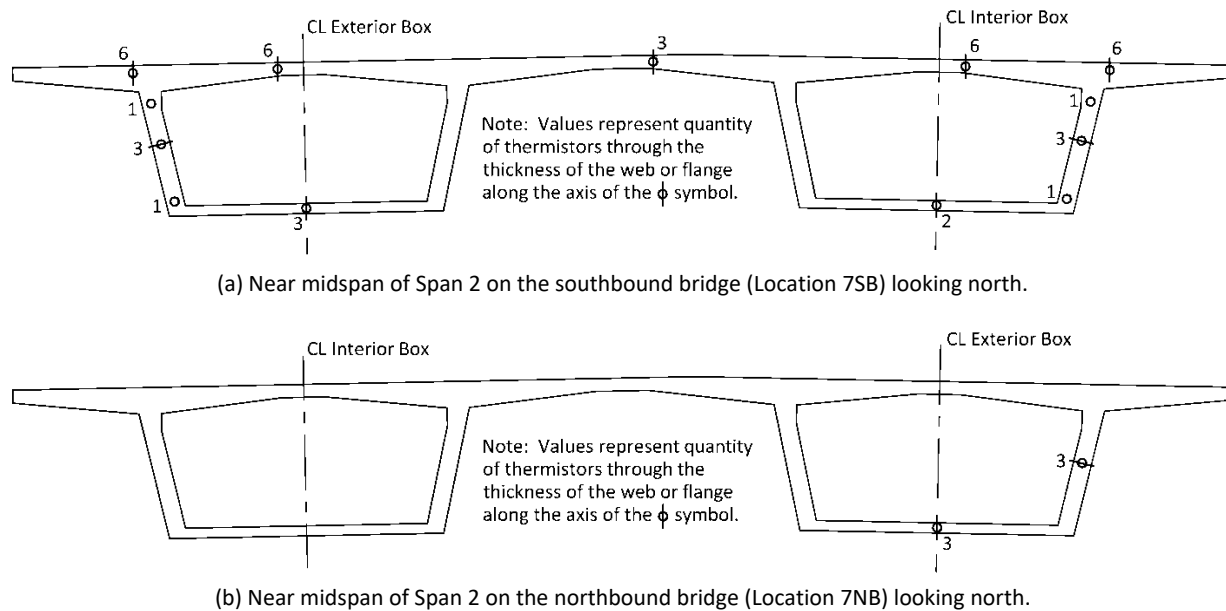 CL Exterior Box
CL Interior Box
6
6
3
6
6
1
1
3
3
Note: Values represent quantity
of thermistors through the
thickness of the web or flange
along the axis of the ϕ symbol.
1
1
3
2
(a) Near midspan of Span 2 on the southbound bridge (Location 7SB) looking north.
CL Interior Box
CL Exterior Box
Note: Values represent quantity
of thermistors through the
thickness of the web or flange
along the axis of the ϕ symbol.
3
3
(b) Near midspan of Span 2 on the northbound bridge (Location 7NB) looking north.